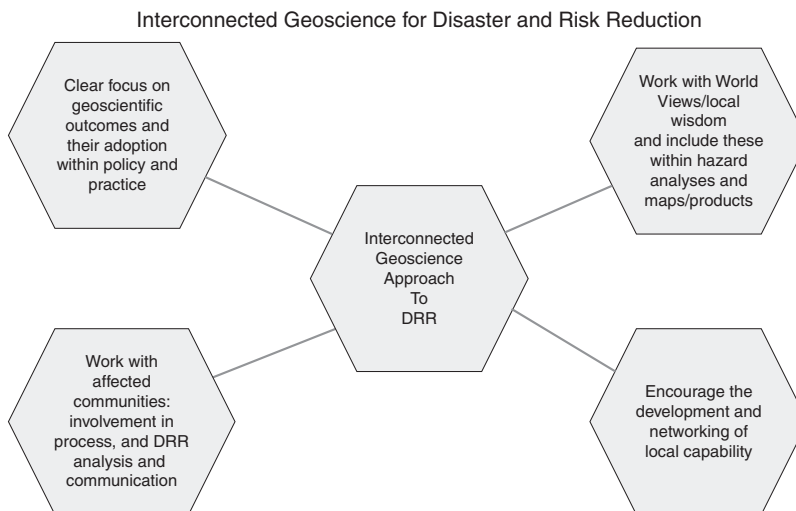 Interconnected Geoscience for Disaster and Risk Reduction
Clear focus on
geoscientific
outcomes and
their adoption
within policy and
practice
Work with World
Views/local
wisdom
and include these
within hazard
analyses and
maps/products
Interconnected
Geoscience
Approach
To
DRR
Work with
affected
communities:
involvement in
process, and DRR
analysis and
communication
Encourage the
development and
networking of
local capability